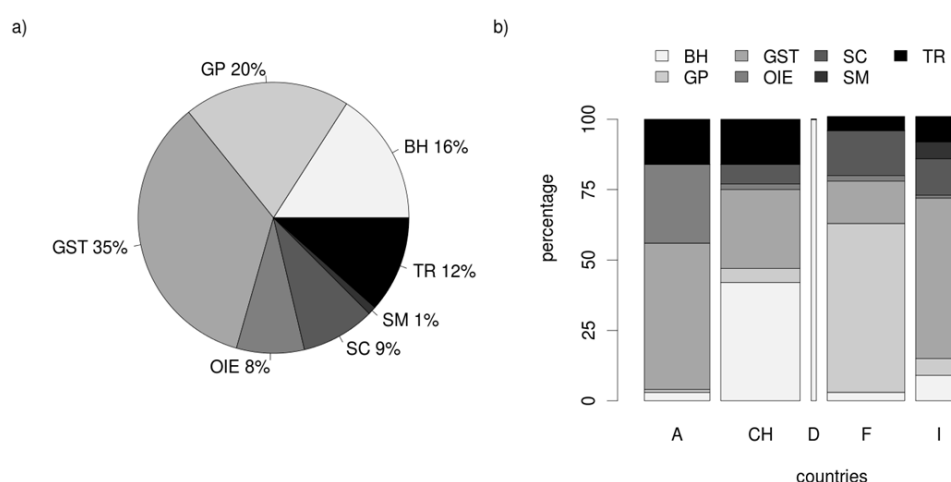 a)
GP 20%
BH 16%
GST 35%
TR 12%
SM 1%
SC 9%
OIE 8%
b)
BH GST SC TR
GP OIE SM
percentage
100
75
50
25
0
A CH D F I
countries